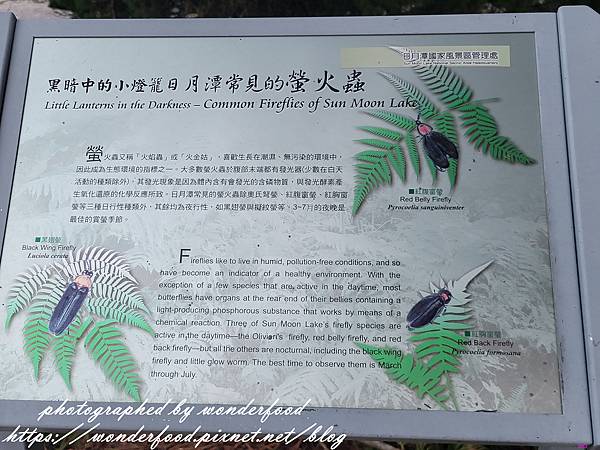 日月潭國家風景區管理處
Sun Moon Lake National Scenic Area Headquarters
黑暗中的小燈籠日月潭常見的螢火蟲
Little Lanterns in the Darkness – Common Fireflies of Sun Moon Lake
螢火蟲又稱「火焰蟲」或「火金姑」，喜歡生長在潮濕、無污染的環境中，
因此成為生態環境的指標之一。大多數螢火蟲於腹部末端都有發光器(少數在白天
活動的種類除外)，其發光現象是因為體內含有會發光的含磷物質，與發光酵素產
生氧化還原的化學反應所致。日月潭常見的螢火蟲除奧氏弩螢、紅腹窗螢、紅胸窗
螢等三種日行性種類外，其餘均為夜行性，如黑翅螢與擬紋螢等。3~7月的夜晚是
最佳的賞螢季節。
■紅腹窗螢
Red Belly Firefly
Pyrocoelia sanguiniventer
■黑翅螢
Black Wing Firefly
Luciola cerata
Fireflies like to live in humid, pollution-free conditions, and so
have become an indicator of a healthy environment. With the
exception of a few species that are active in the daytime, most
butterflies have organs at the rear end of their bellies containing a
light-producing phosphorous substance that works by means of a
chemical reaction. Three of Sun Moon Lake's firefly species are
active in the daytime—the Olivian's firefly, red belly firefly, and red
back firefly—but all the others are nocturnal, including the black wing
firefly and little glow worm. The best time to observe them is March
through July.
■紅胸窗螢
Red Back Firefly
Pyrocoelia formosana
photographed by wonderfood
https://wonderfood.pixnet.net/blog